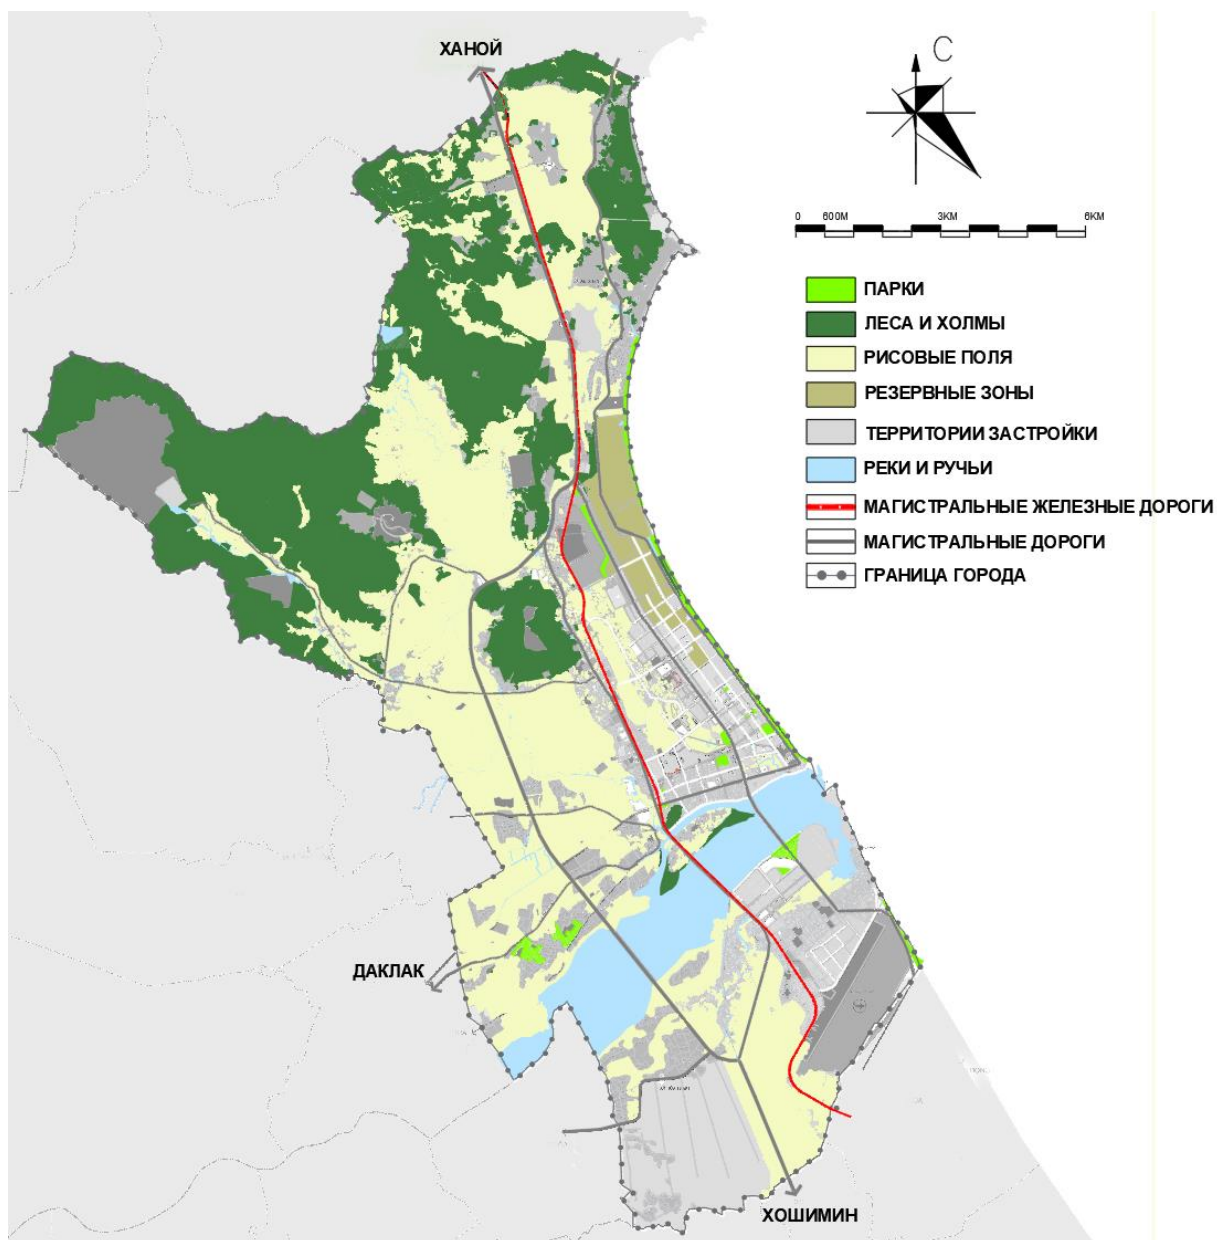 ХАНОЙ
С
0 600М 3КМ 6КМ
ПАРКИ
ЛЕСА И ХОЛМЫ
РИСОВЫЕ ПОЛЯ
РЕЗЕРВНЫЕ ЗОНЫ
ТЕРРИТОРИИ ЗАСТРОЙКИ
РЕКИ И РУЧЬИ
МАГИСТРАЛЬНЫЕ ЖЕЛЕЗНЫЕ ДОРОГИ
МАГИСТРАЛЬНЫЕ ДОРОГИ
ГРАНИЦА ГОРОДА
ДАКЛАК
ХОШИМИН